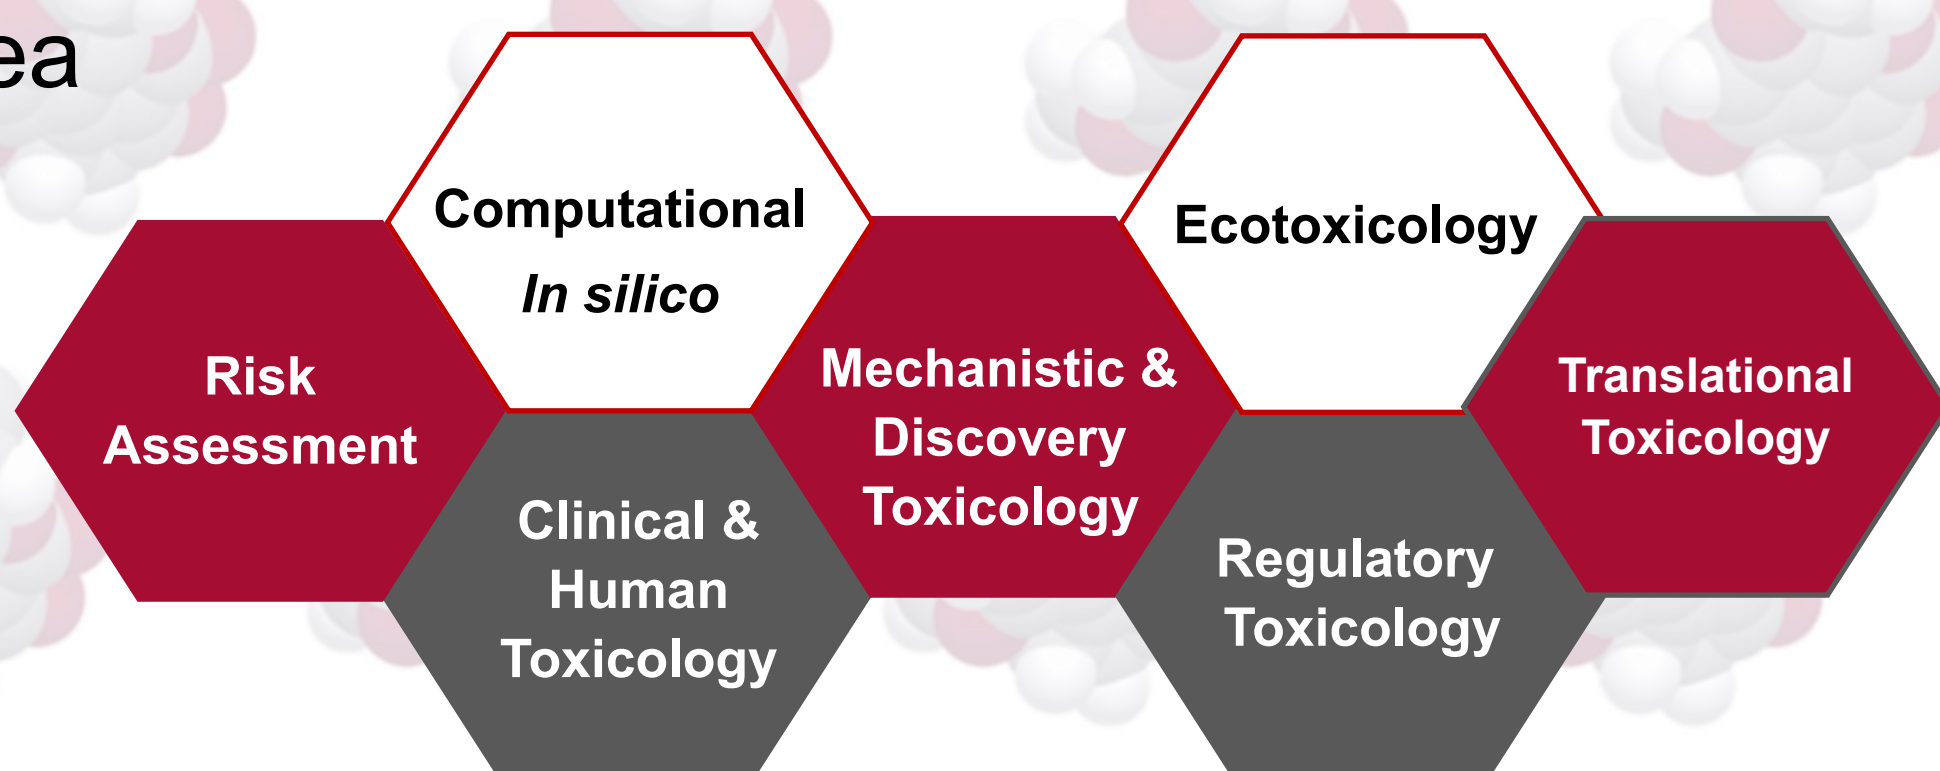 ea
Computational
In silico
Ecotoxicology
Risk
Assessment
Mechanistic &
Discovery
Toxicology
Translational
Toxicology
Clinical &
Human
Toxicology
Regulatory
Toxicology